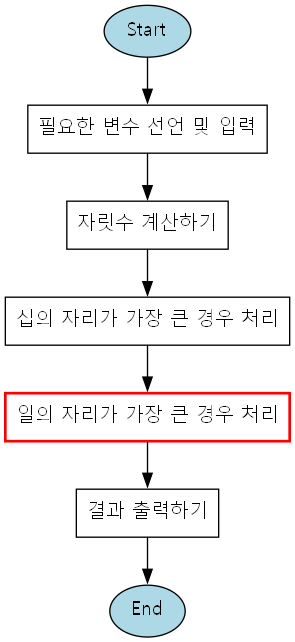 Start
필요한 변수 선언 및 입력
자릿수 계산하기
십의 자리가 가장 큰 경우 처리
일의 자리가 가장 큰 경우 처리
결과 출력하기
End